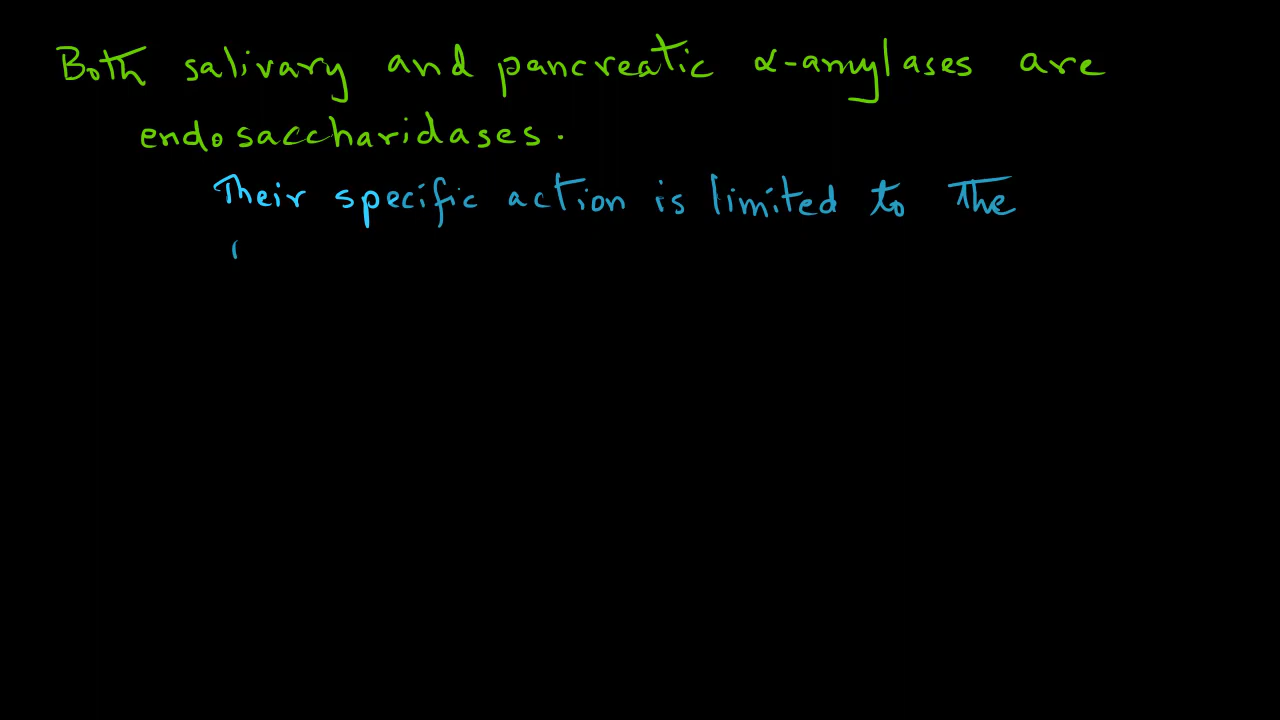 Both salivary and pancreatic α-amylases are
endosaccharidases.
Their specific action is limited to the